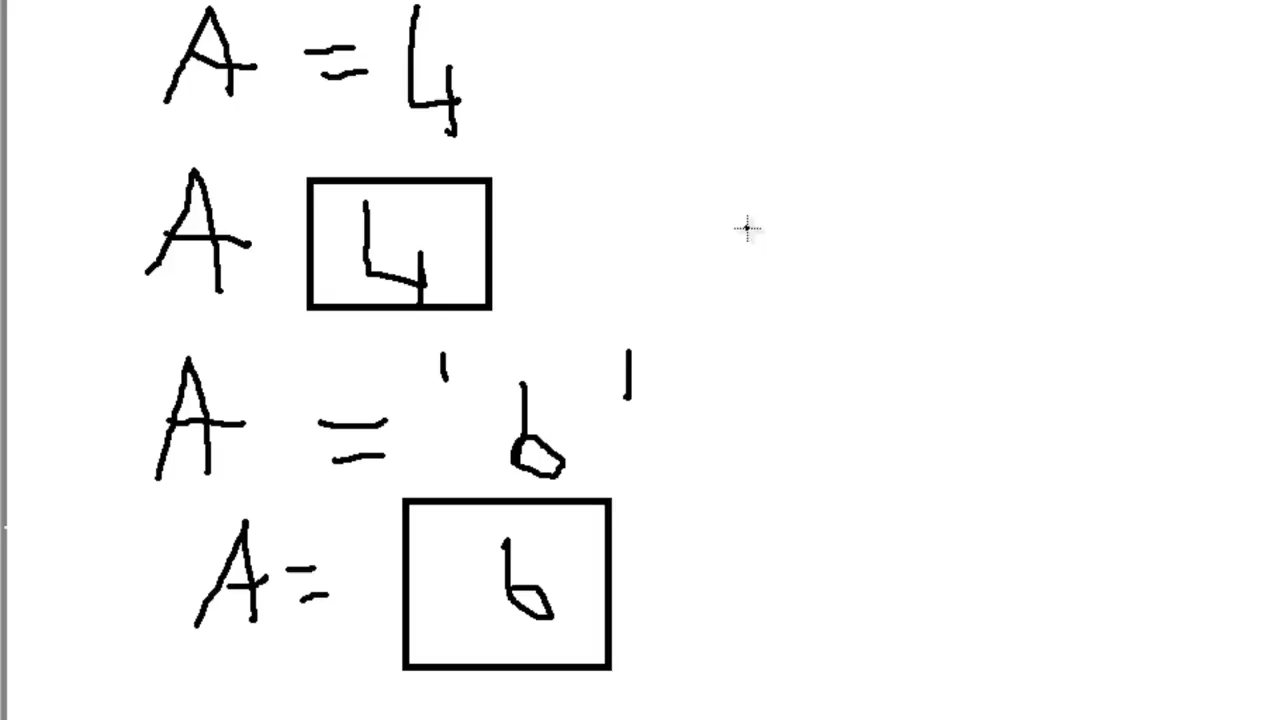 A = 4
A 4
A = ' b '
A = b